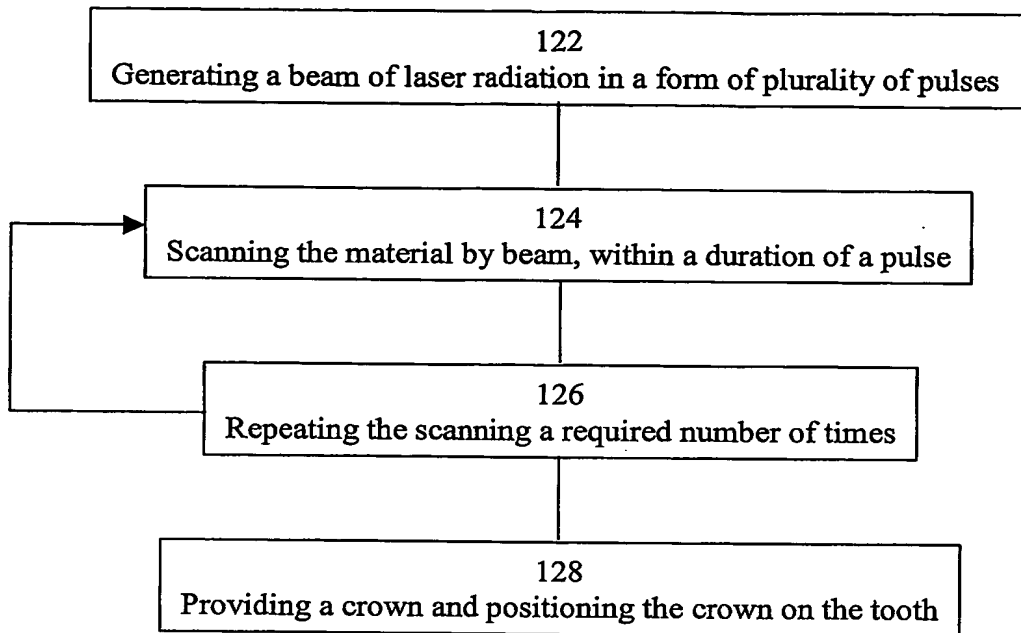 122
Generating a beam of laser radiation in a form of plurality of pulses
124
Scanning the material by beam, within a duration of a pulse
126
Repeating the scanning a required number of times
128
Providing a crown and positioning the crown on the tooth